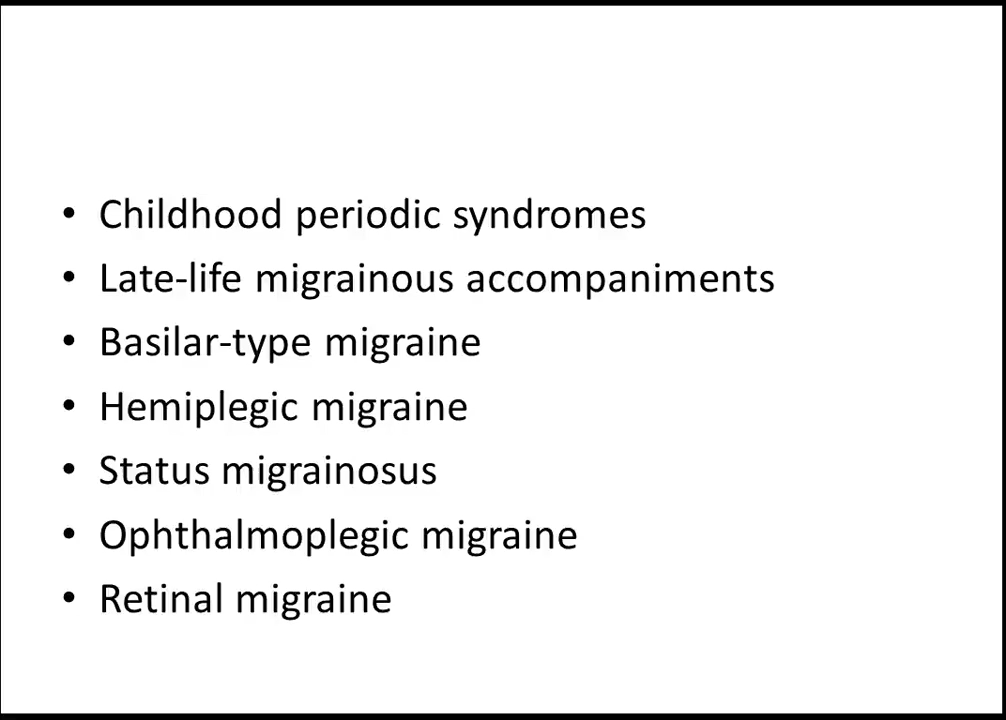 • Childhood periodic syndromes
• Late-life migrainous accompaniments
• Basilar-type migraine
• Hemiplegic migraine
• Status migrainosus
• Ophthalmoplegic migraine
• Retinal migraine